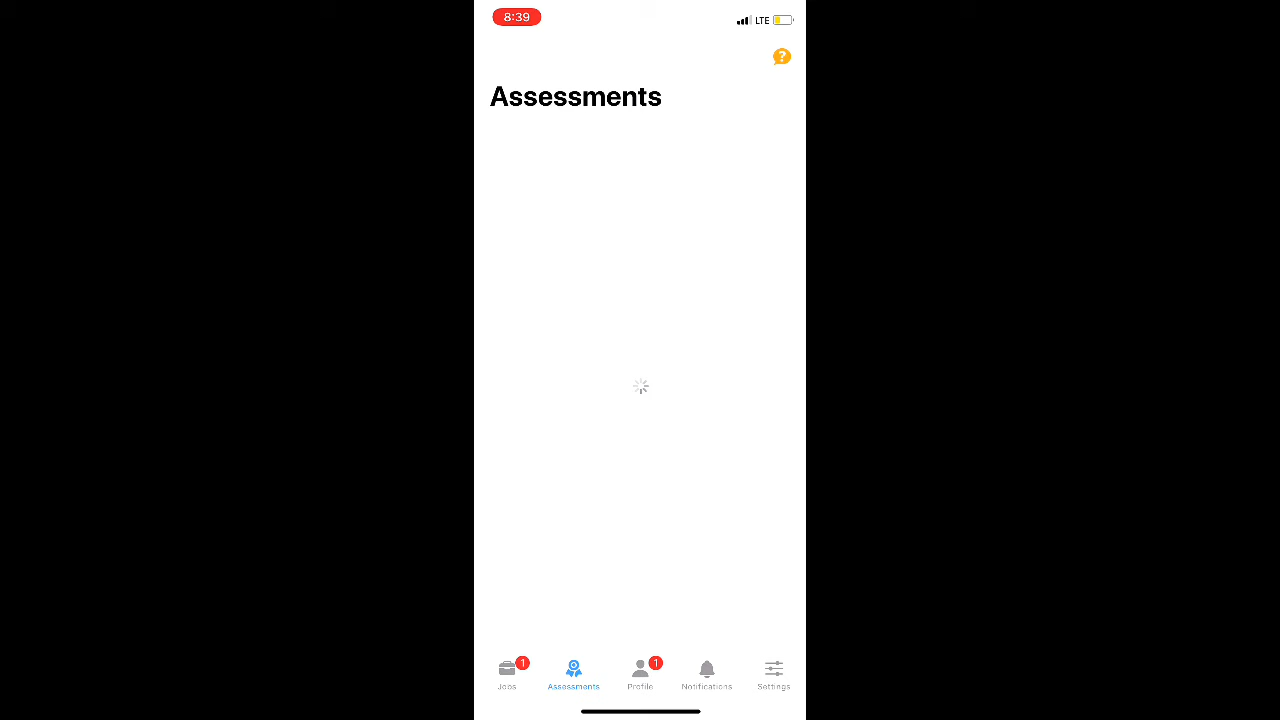 8:39
LTE
?
Assessments
1
1
Jobs
Assessments
Profile
Notifications
Settings